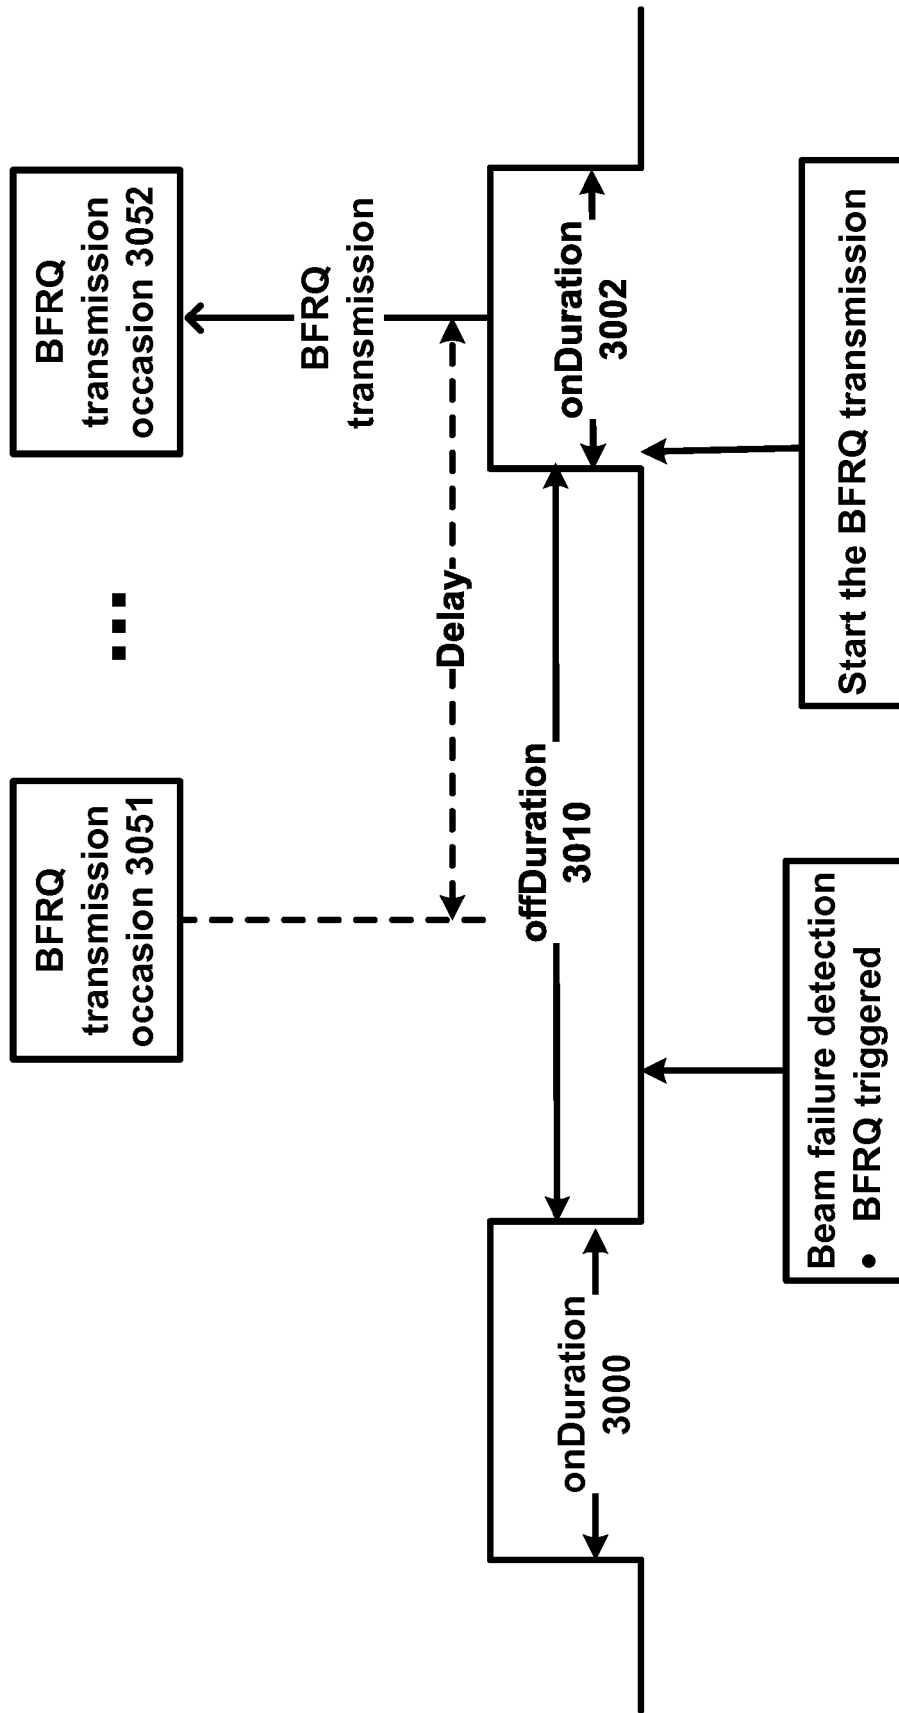 BFRQ
transmission
occasion 3051
...
BFRQ
transmission
occasion 3052
BFRQ
transmission
Delay
onDuration
3000
offDuration
3010
onDuration
3002
Beam failure detection
• BFRQ triggered
Start the BFRQ transmission